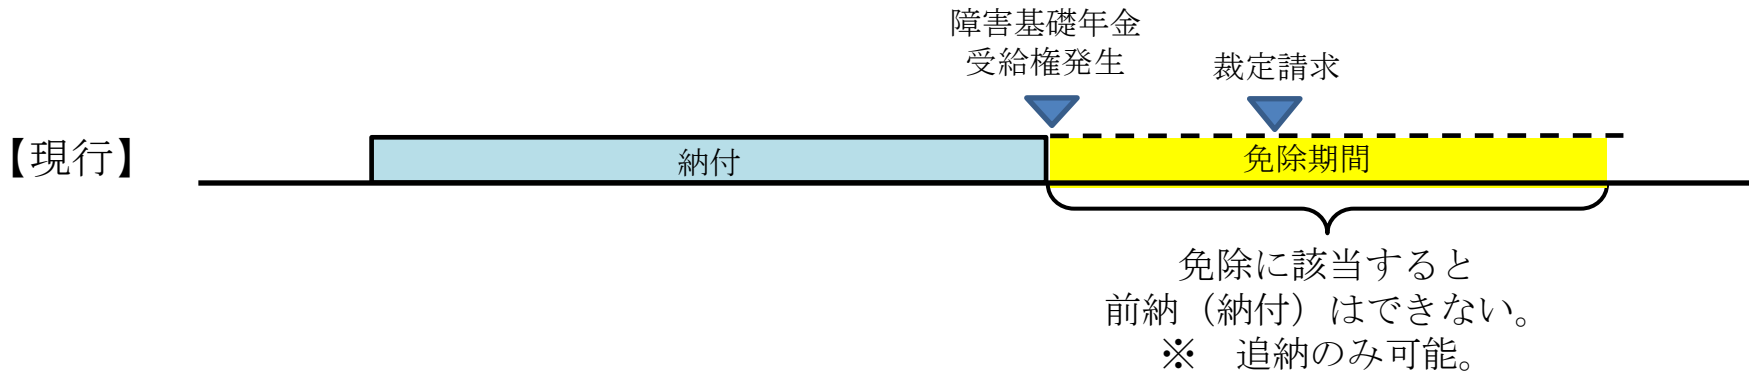 障害基礎年金
受給権発生
裁定請求
【現行】
納付
免除期間
免除に該当すると
前納（納付）はできない。
※　追納のみ可能。